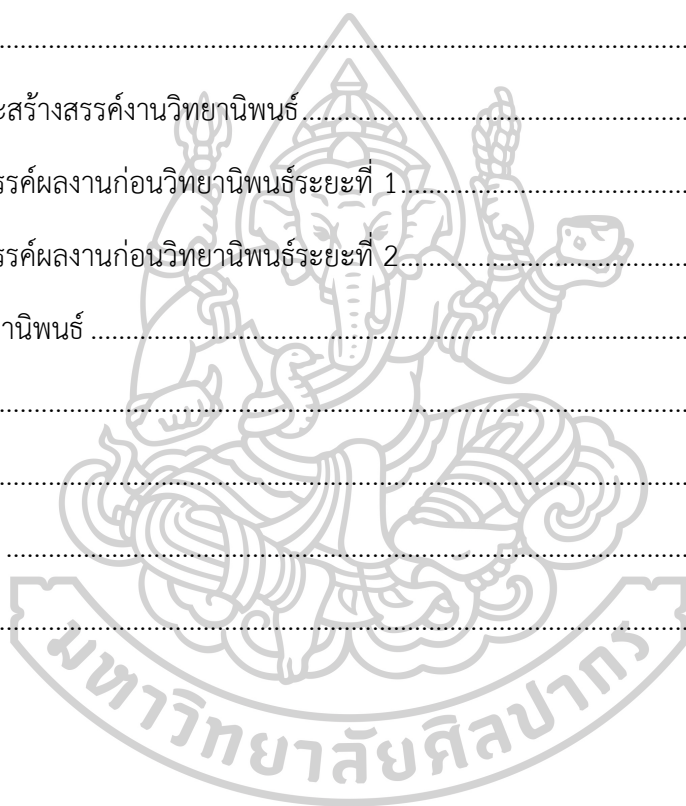 ........................................................................................................
ะสร้างสรรค์งานวิทยานิพนธ์..........................................................
รรค์ผลงานก่อนวิทยานิพนธ์ระยะที่ 1...........................................
รรค์ผลงานก่อนวิทยานิพนธ์ระยะที่ 2...........................................
านิพนธ์ ..........................................................................................
........................................................................................................
........................................................................................................
.......................................................................................................
........................................................................................................
มหาวิทยาลัยศิลปากร